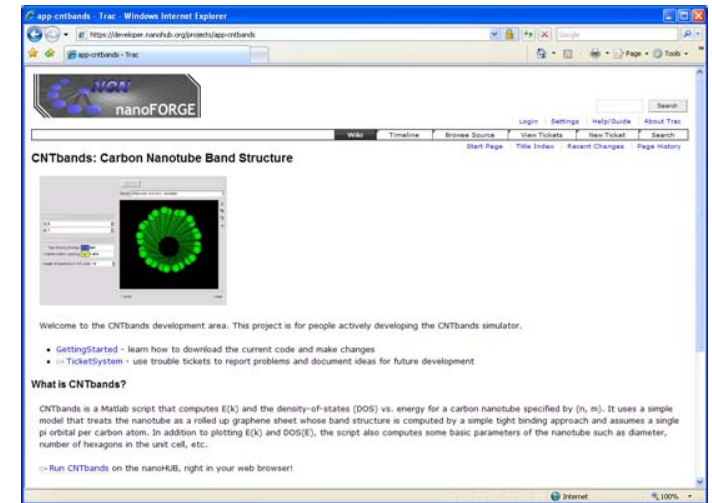 app-cntbands - Trac - Windows Internet Explorer
https://developer.nanohub.org/projects/app-cntbands
Google
app-cntbands - Trac
Page
Tools
NON
nanoFORGE
Search
Login Settings Help/Guide About Trac
Wiki Timeline Browse Source View Tickets New Ticket Search
Start Page Title Index Recent Changes Page History
CNTbands: Carbon Nanotube Band Structure
Welcome to the CNTbands development area. This project is for people actively developing the CNTbands simulator.
• GettingStarted - learn how to download the current code and make changes
• TicketSystem - use trouble tickets to report problems and document ideas for future development
What is CNTbands?
CNTbands is a Matlab script that computes E(k) and the density-of-states (DOS) vs. energy for a carbon nanotube specified by (n, m). It uses a simple
model that treats the nanotube as a rolled up graphene sheet whose band structure is computed by a simple tight binding approach and assumes a single
pi orbital per carbon atom. In addition to plotting E(k) and DOS(E), the script also computes some basic parameters of the nanotube such as diameter,
number of hexagons in the unit cell, etc.
Run CNTbands on the nanoHUB, right in your web browser!
Internet
100%